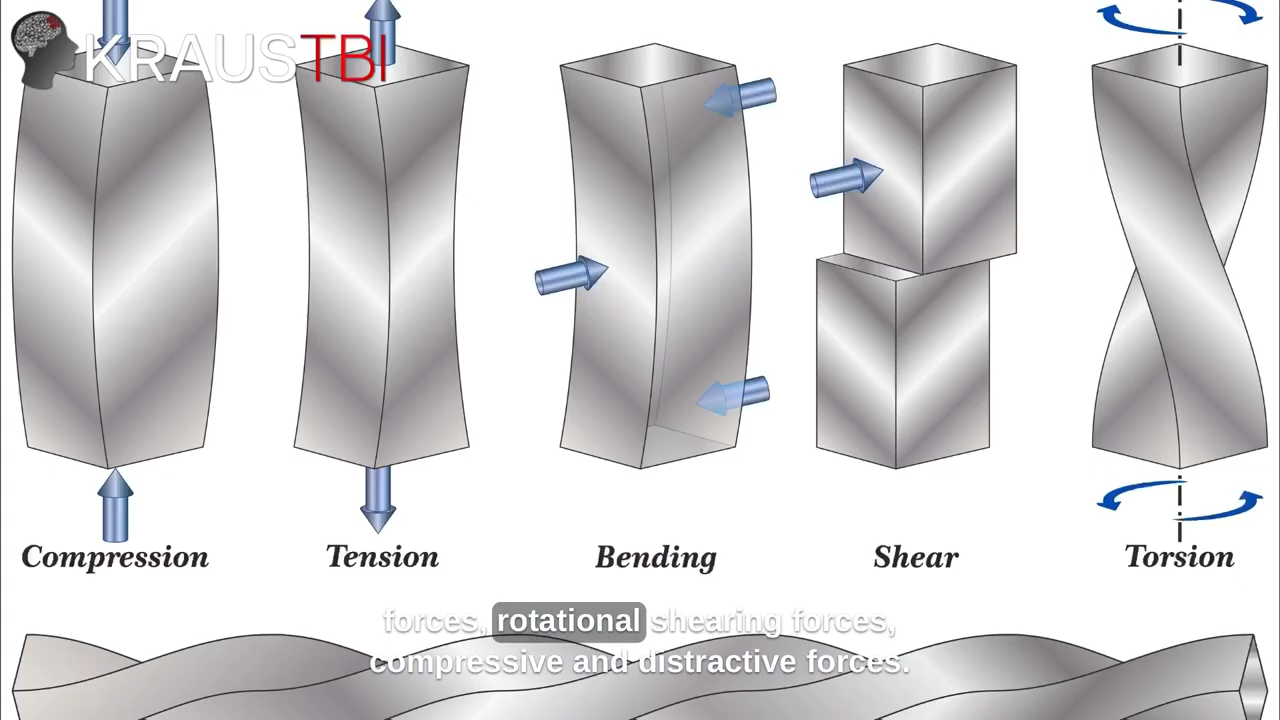 KRAUSTBI
Compression
Tension
Bending
Shear
Torsion
forces, rotational shearing forces,
compressive and distractive forces.